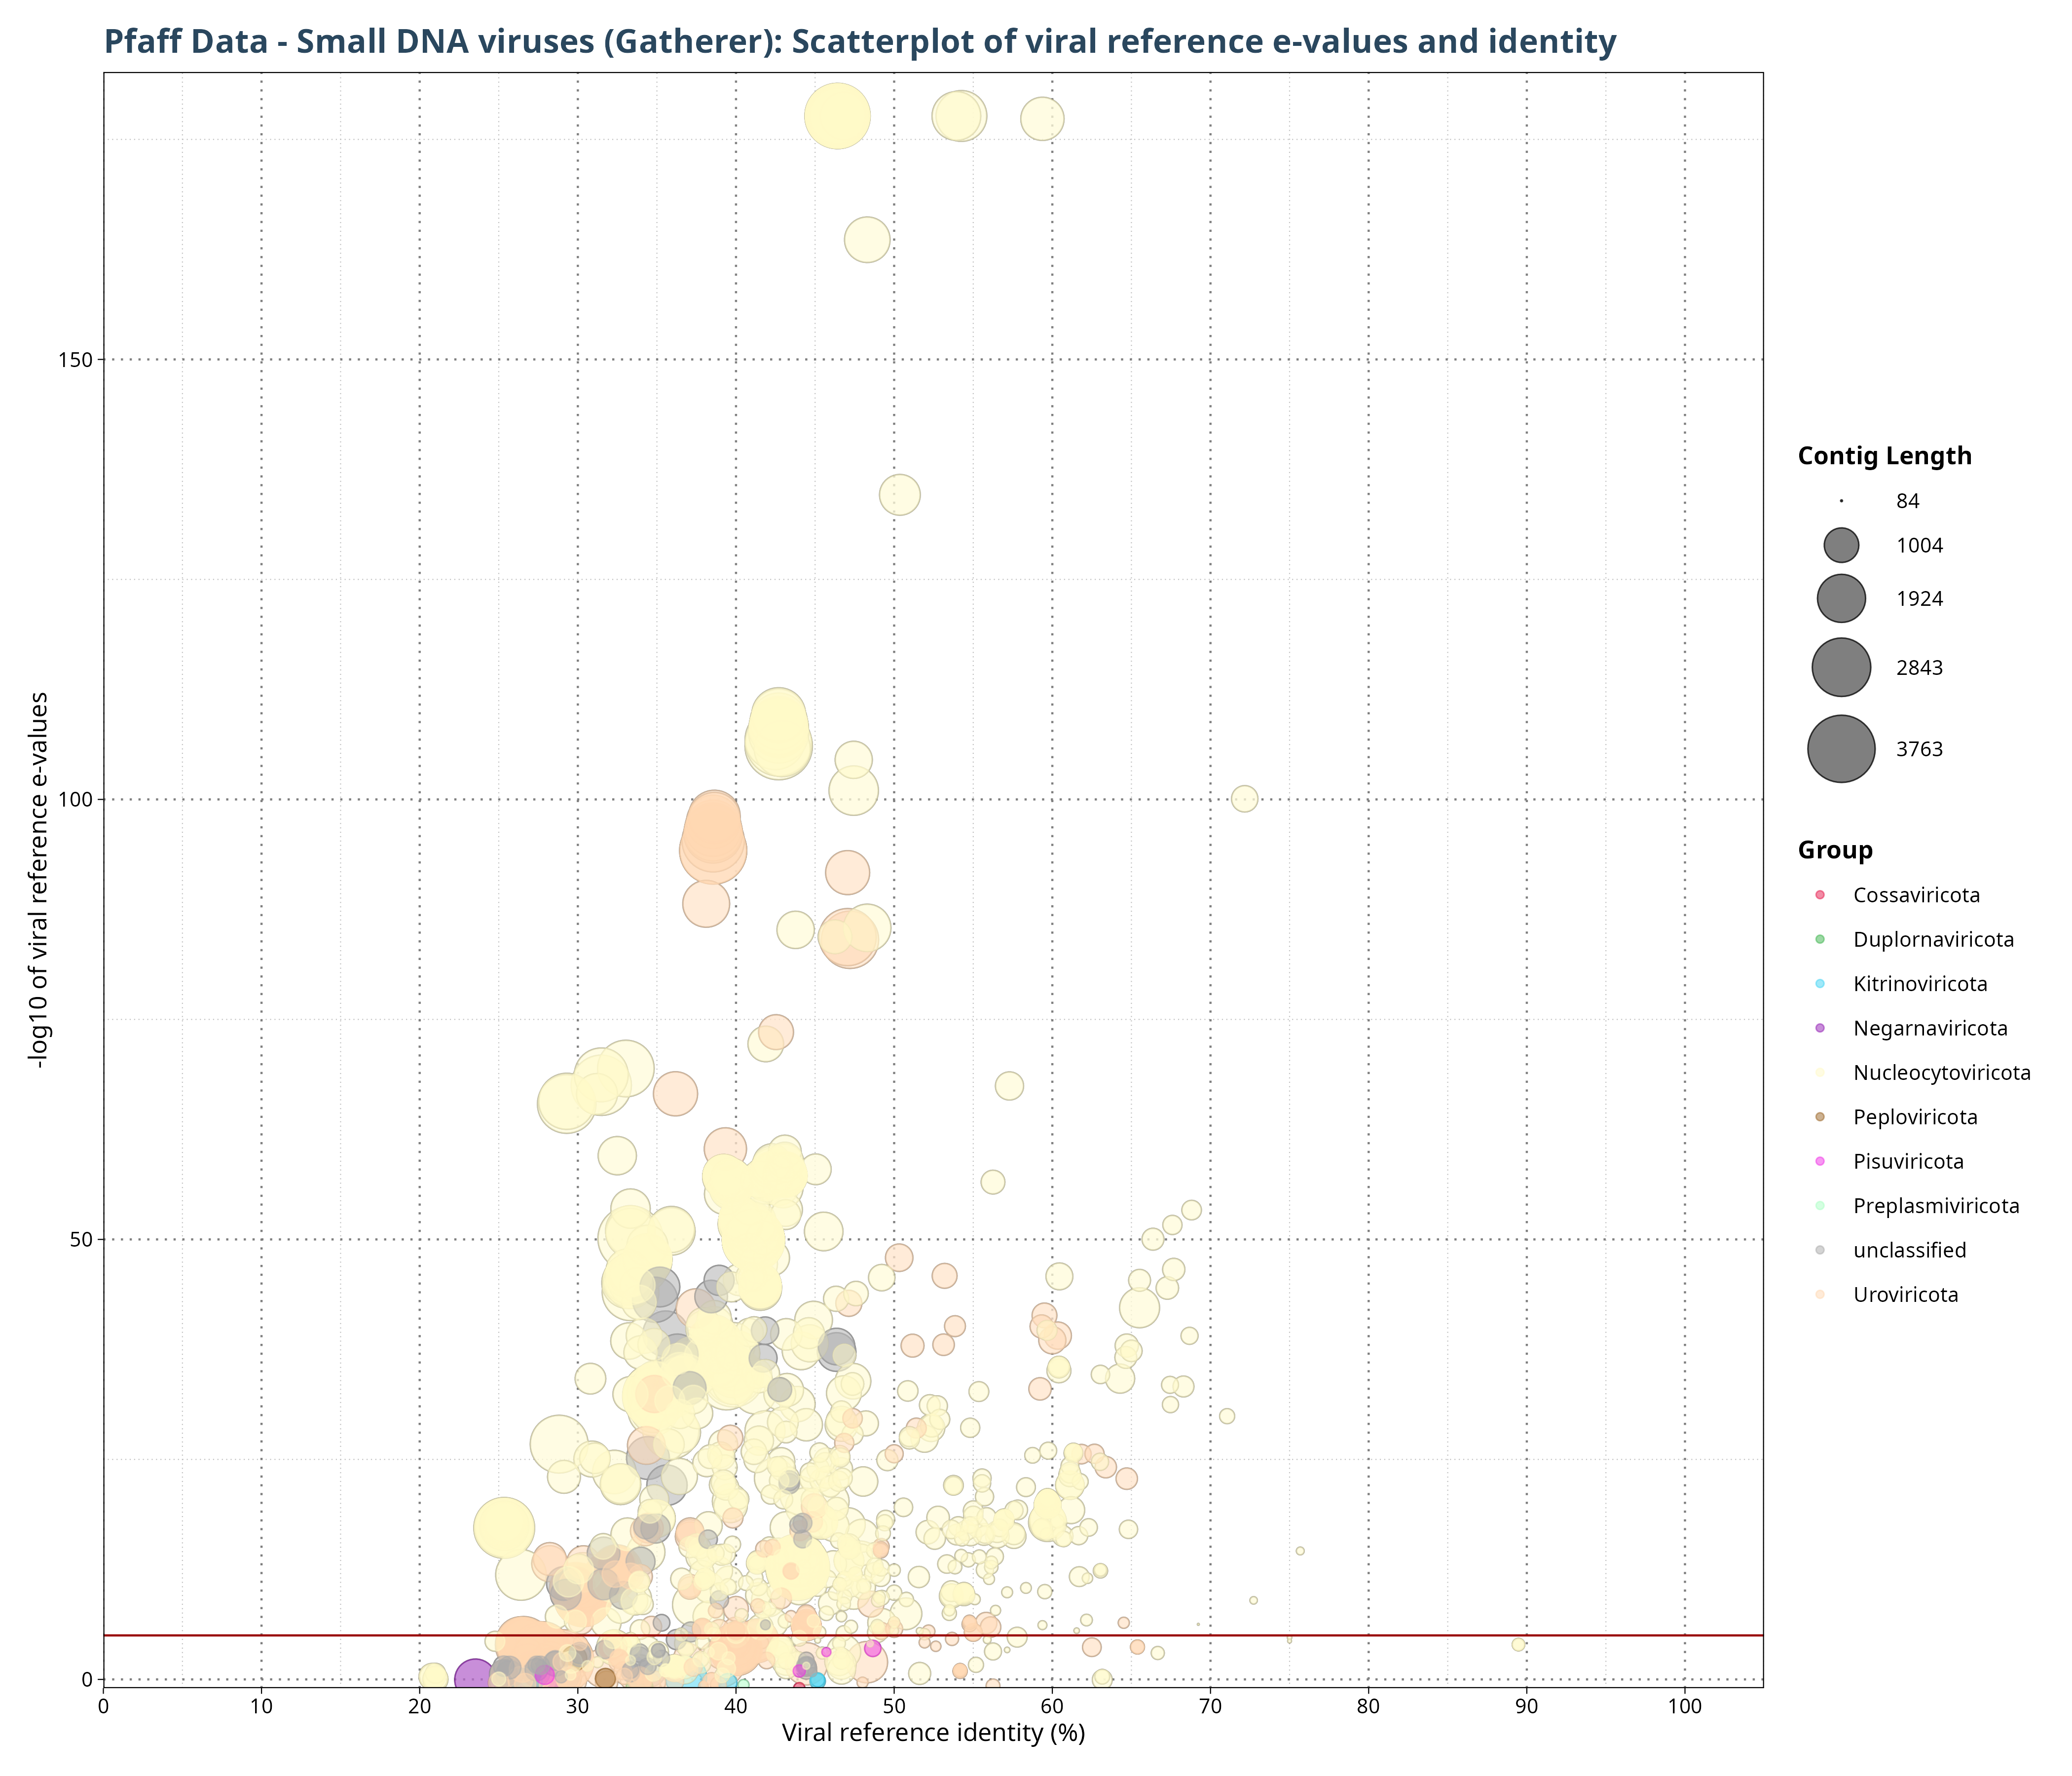 Pfaff Data - Small DNA viruses (Gatherer): Scatterplot of viral reference e-values and identity
-log10 of viral reference e-values
150
100
50
0
0 10 20 30 40 50 60 70 80 90 100
Viral reference identity (%)
Contig Length
84
1004
1924
2843
3763
Group
Cossaviricota
Duplornaviricota
Kitrinoviricota
Negarnaviricota
Nucleocytoviricota
Peploviricota
Pisuviricota
Preplasmiviricota
unclassified
Uroviricota